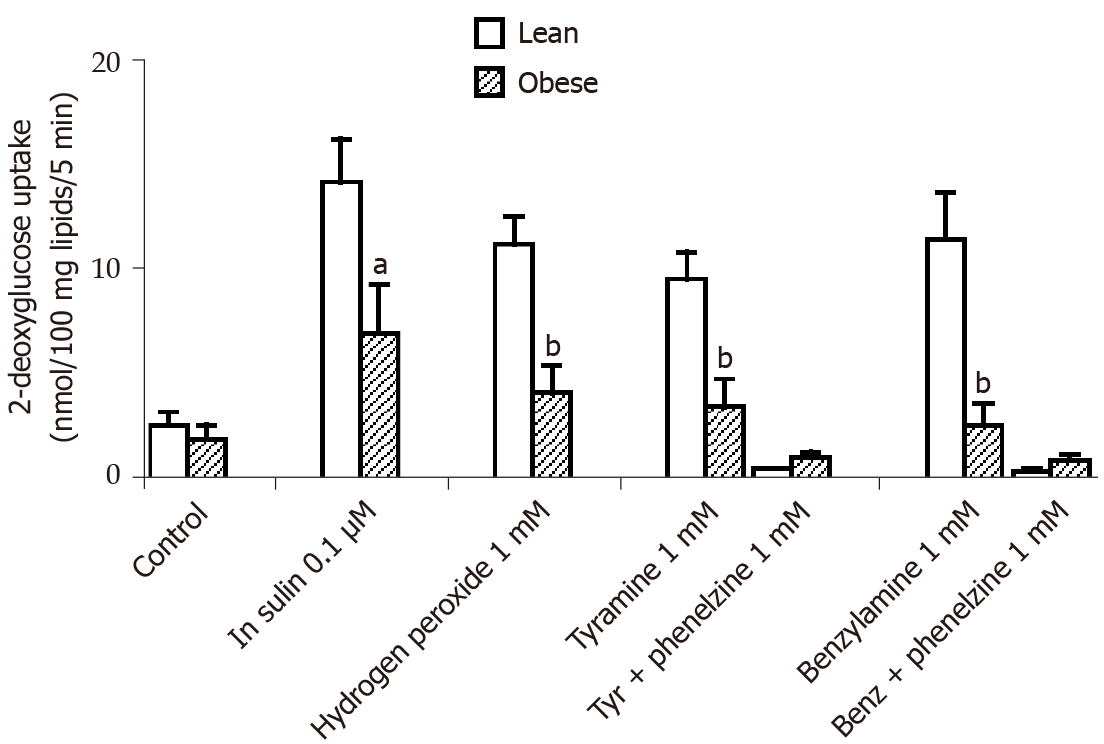 Lean
Obese
2-deoxyglucose uptake
(nmol/100 mg lipids/5 min)
20
10
0
a
b
b
b
Control
In sulin 0.1 μM
Hydrogen peroxide 1 mM
Tyramine 1 mM
Tyr + phenelzine 1 mM
Benzylamine 1 mM
Benz + phenelzine 1 mM